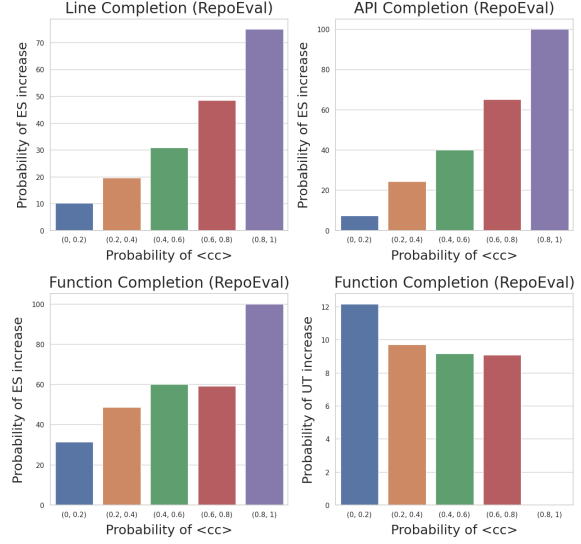 Line Completion (RepoEval)
Probability of ES increase
70
60
50
40
30
20
10
0
(0, 0.2) (0.2, 0.4) (0.4, 0.6) (0.6, 0.8) (0.8, 1)
Probability of <cc>
API Completion (RepoEval)
Probability of ES increase
100
80
60
40
20
0
(0, 0.2) (0.2, 0.4) (0.4, 0.6) (0.6, 0.8) (0.8, 1)
Probability of <cc>
Function Completion (RepoEval)
Probability of ES increase
100
80
60
40
20
0
(0, 0.2) (0.2, 0.4) (0.4, 0.6) (0.6, 0.8) (0.8, 1)
Probability of <cc>
Function Completion (RepoEval)
Probability of UT increase
12
10
8
6
4
2
0
(0, 0.2) (0.2, 0.4) (0.4, 0.6) (0.6, 0.8) (0.8, 1)
Probability of <cc>